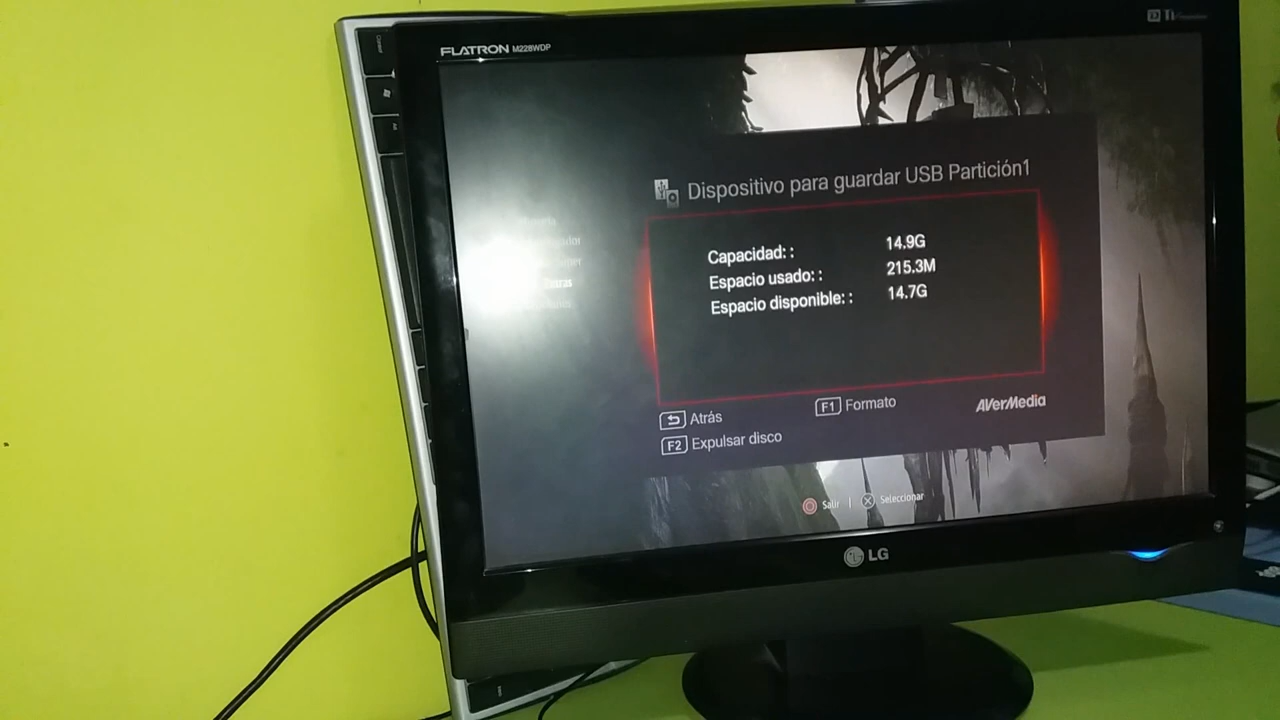 FLATRON M228WDP
Dispositivo para guardar USB Partición1
Capacidad: : 14.9G
Espacio usado: : 215.3M
Espacio disponible: : 14.7G
Atrás
F1 Formato
AVerMedia
F2 Expulsar disco
Salir | Seleccionar
LG